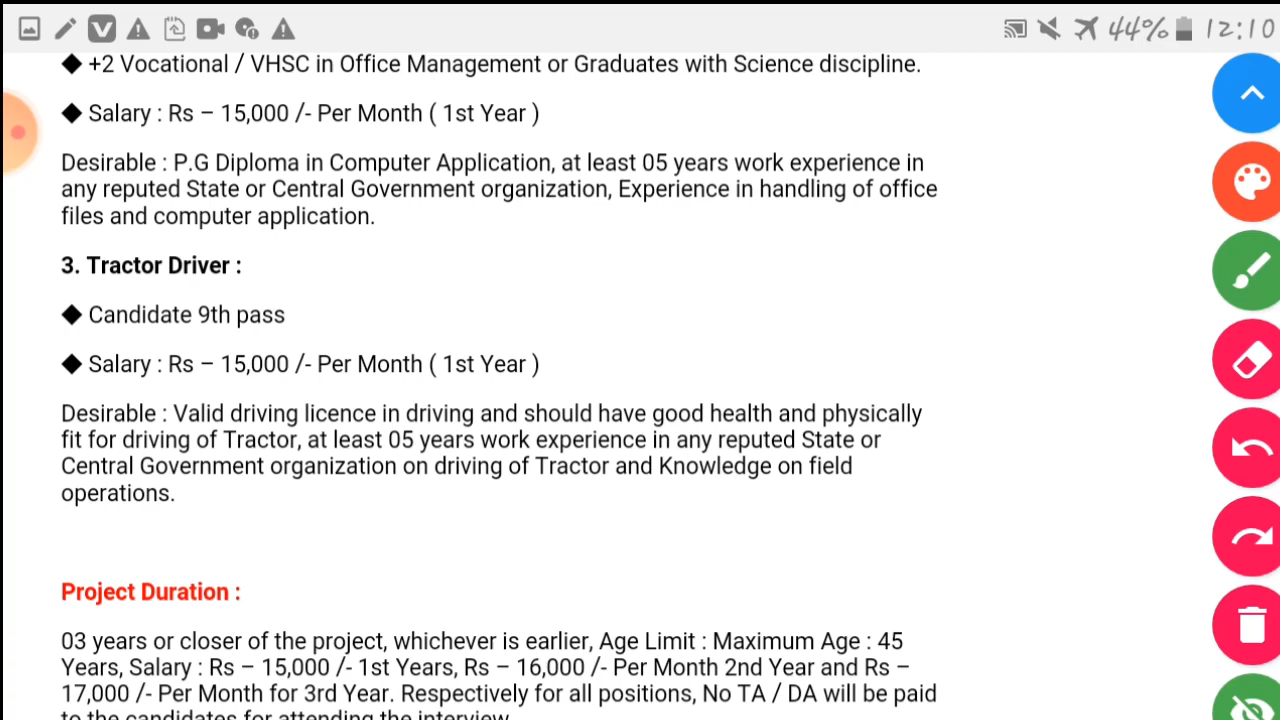 44% 12:10
◆ +2 Vocational / VHSC in Office Management or Graduates with Science discipline.
◆ Salary : Rs – 15,000 /- Per Month ( 1st Year )
Desirable : P.G Diploma in Computer Application, at least 05 years work experience in
any reputed State or Central Government organization, Experience in handling of office
files and computer application.
3. Tractor Driver :
◆ Candidate 9th pass
◆ Salary : Rs – 15,000 /- Per Month ( 1st Year )
Desirable : Valid driving licence in driving and should have good health and physically
fit for driving of Tractor, at least 05 years work experience in any reputed State or
Central Government organization on driving of Tractor and Knowledge on field
operations.
Project Duration :
03 years or closer of the project, whichever is earlier, Age Limit : Maximum Age : 45
Years, Salary : Rs – 15,000 /- 1st Years, Rs – 16,000 /- Per Month 2nd Year and Rs –
17,000 /- Per Month for 3rd Year. Respectively for all positions, No TA / DA will be paid
to the candidates for attending the interview